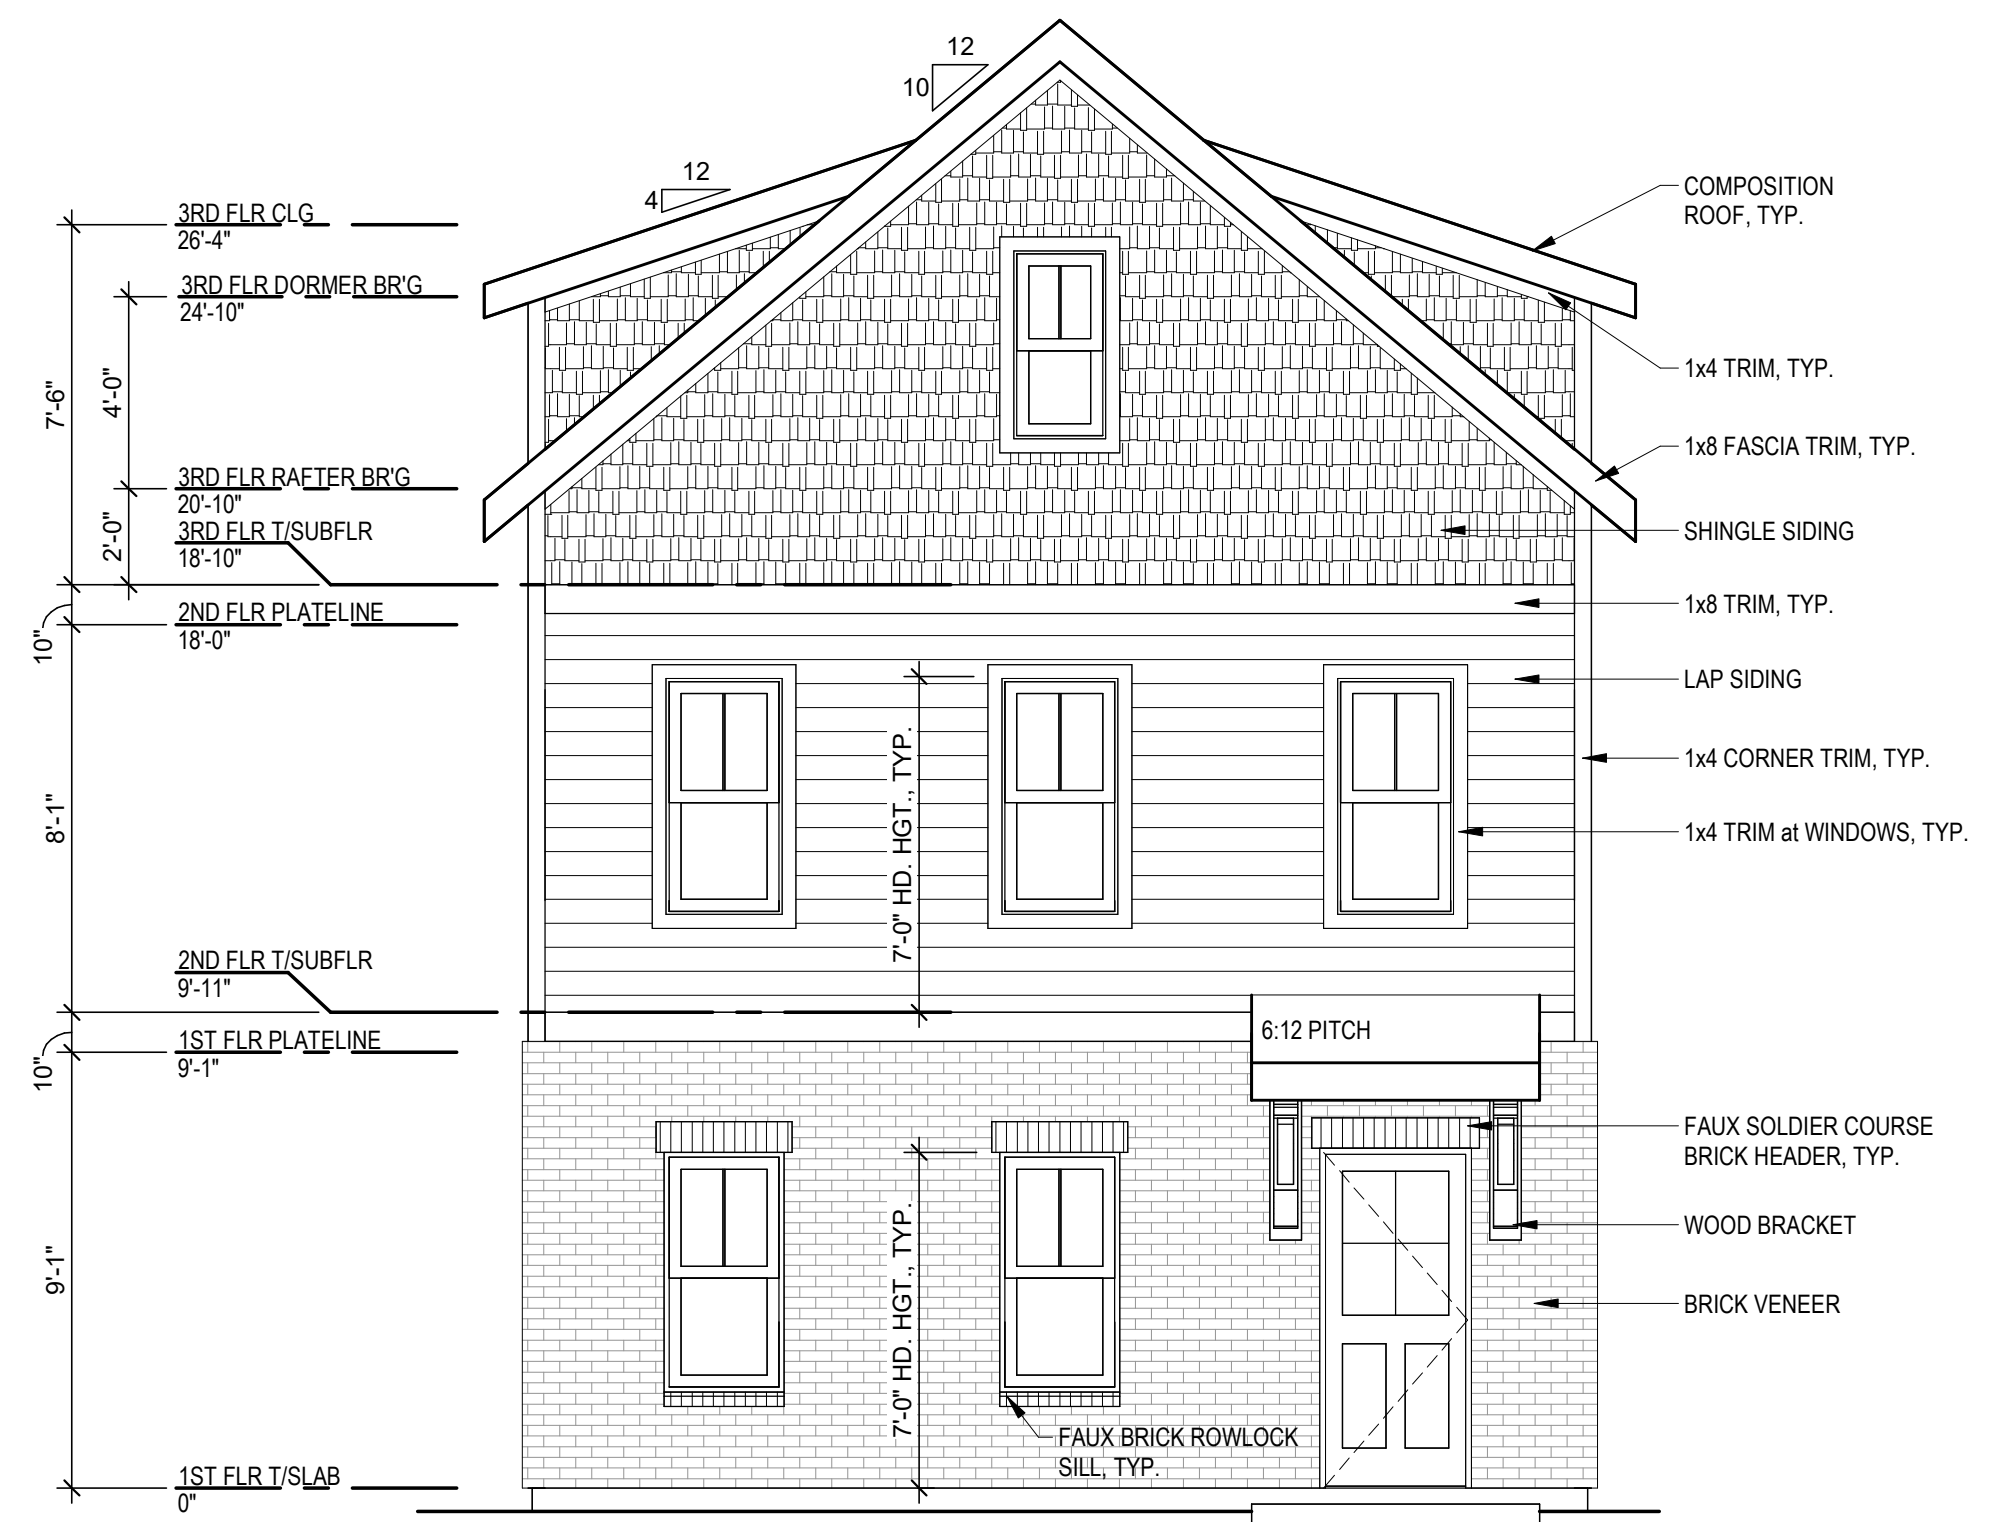 12
10
12
4
3RD FLR CLG
26'-4"
3RD FLR DORMER BR'G
24'-10"
7'-6"
4'-0"
3RD FLR RAFTER BR'G
20'-10"
2'-0"
3RD FLR T/SUBFLR
18'-10"
10"
2ND FLR PLATELINE
18'-0"
8'-1"
2ND FLR T/SUBFLR
9'-11"
10"
1ST FLR PLATELINE
9'-1"
9'-1"
1ST FLR T/SLAB
0"
7'-0" HD. HGT., TYP.
6:12 PITCH
7'-0" HD. HGT., TYP.
FAUX BRICK ROWLOCK
SILL, TYP.
COMPOSITION
ROOF, TYP.
1x4 TRIM, TYP.
1x8 FASCIA TRIM, TYP.
SHINGLE SIDING
1x8 TRIM, TYP.
LAP SIDING
1x4 CORNER TRIM, TYP.
1x4 TRIM at WINDOWS, TYP.
FAUX SOLDIER COURSE
BRICK HEADER, TYP.
WOOD BRACKET
BRICK VENEER